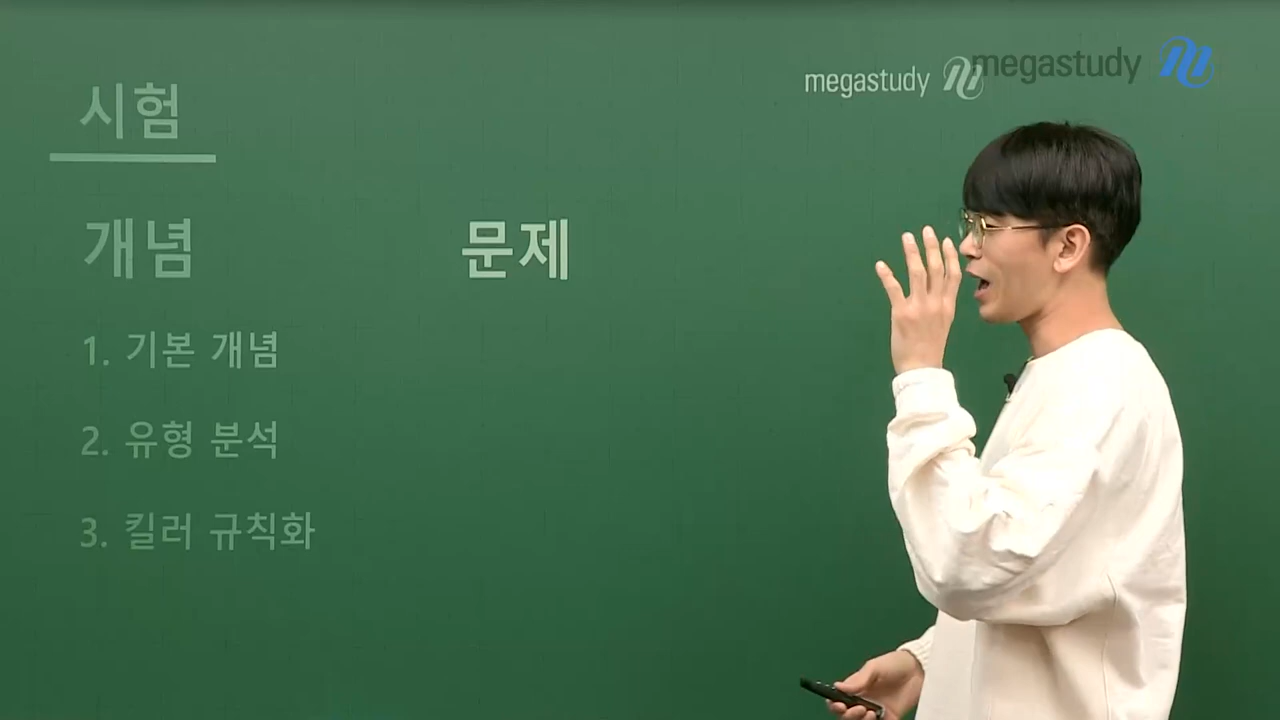 megastudy
megastudy
시험
개념 문제
1. 기본 개념
2. 유형 분석
3. 킬러 규칙화